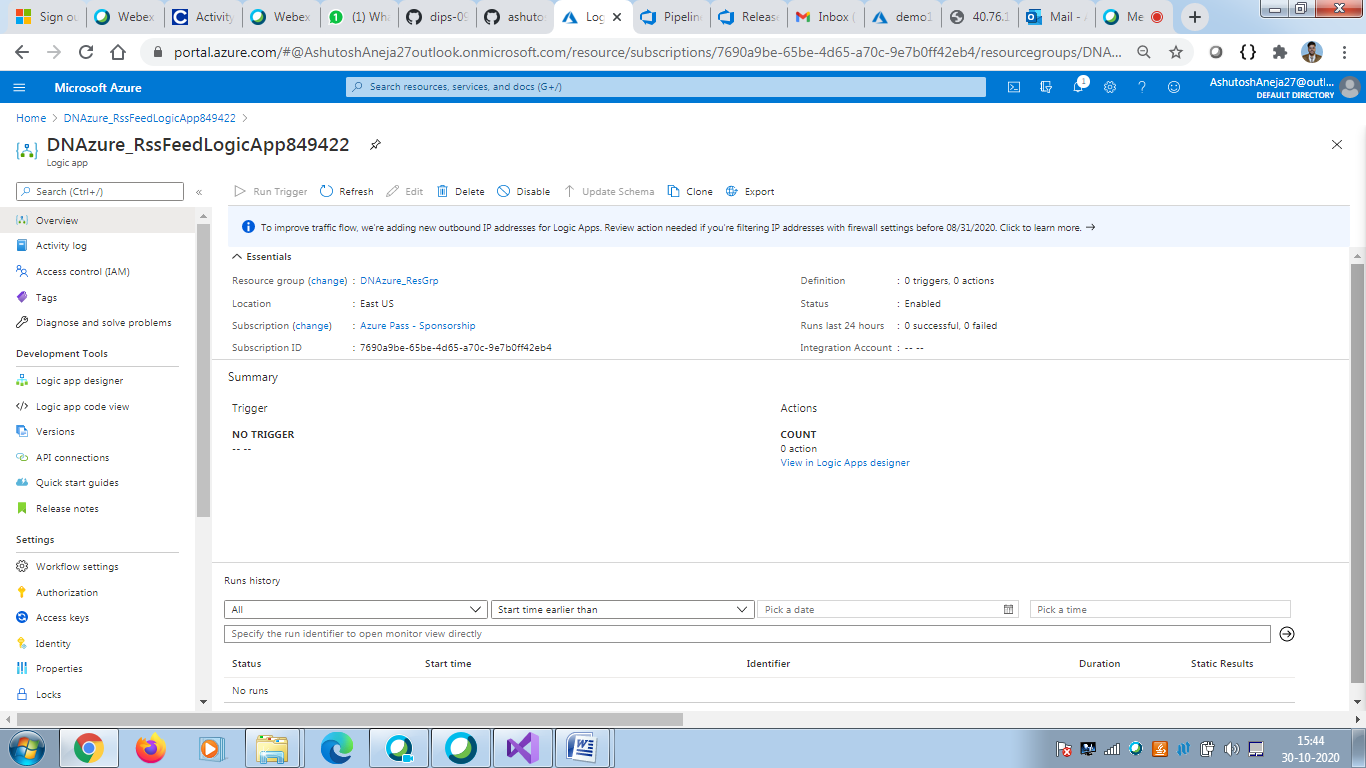 Sign o
Webex
Activity
Webex
(1) Wha
dips-09
ashuto
Log
Pipelin
Release
Inbox (
demo1
40.76.1
Mail -
Me
portal.azure.com/#@AshutoshAneja27outlook.onmicrosoft.com/resource/subscriptions/7690a9be-65be-4d65-a70c-9e7b0ff42eb4/resourcegroups/DNA...
Microsoft Azure
Search resources, services, and docs (G+/)
1
AshutoshAneja27@outl...
DEFAULT DIRECTORY
Home > DNAzure_RssFeedLogicApp849422 >
DNAzure_RssFeedLogicApp849422
Logic app
Search (Ctrl+/)
«
Run Trigger
Refresh
Edit
Delete
Disable
Update Schema
Clone
Export
Overview
Activity log
Access control (IAM)
Tags
Diagnose and solve problems
Development Tools
Logic app designer
Logic app code view
Versions
API connections
Quick start guides
Release notes
Settings
Workflow settings
Authorization
Access keys
Identity
Properties
Locks
To improve traffic flow, we're adding new outbound IP addresses for Logic Apps. Review action needed if you're filtering IP addresses with firewall settings before 08/31/2020. Click to learn more. →
Essentials
Resource group (change) : DNAzure_ResGrp
Location : East US
Subscription (change) : Azure Pass - Sponsorship
Subscription ID : 7690a9be-65be-4d65-a70c-9e7b0ff42eb4
Definition : 0 triggers, 0 actions
Status : Enabled
Runs last 24 hours : 0 successful, 0 failed
Integration Account : -- --
Summary
Trigger
NO TRIGGER
-- --
Actions
COUNT
0 action
View in Logic Apps designer
Runs history
All
Start time earlier than
Pick a date
Pick a time
Specify the run identifier to open monitor view directly
Status
Start time
Identifier
Duration
Static Results
No runs
15:44
30-10-2020